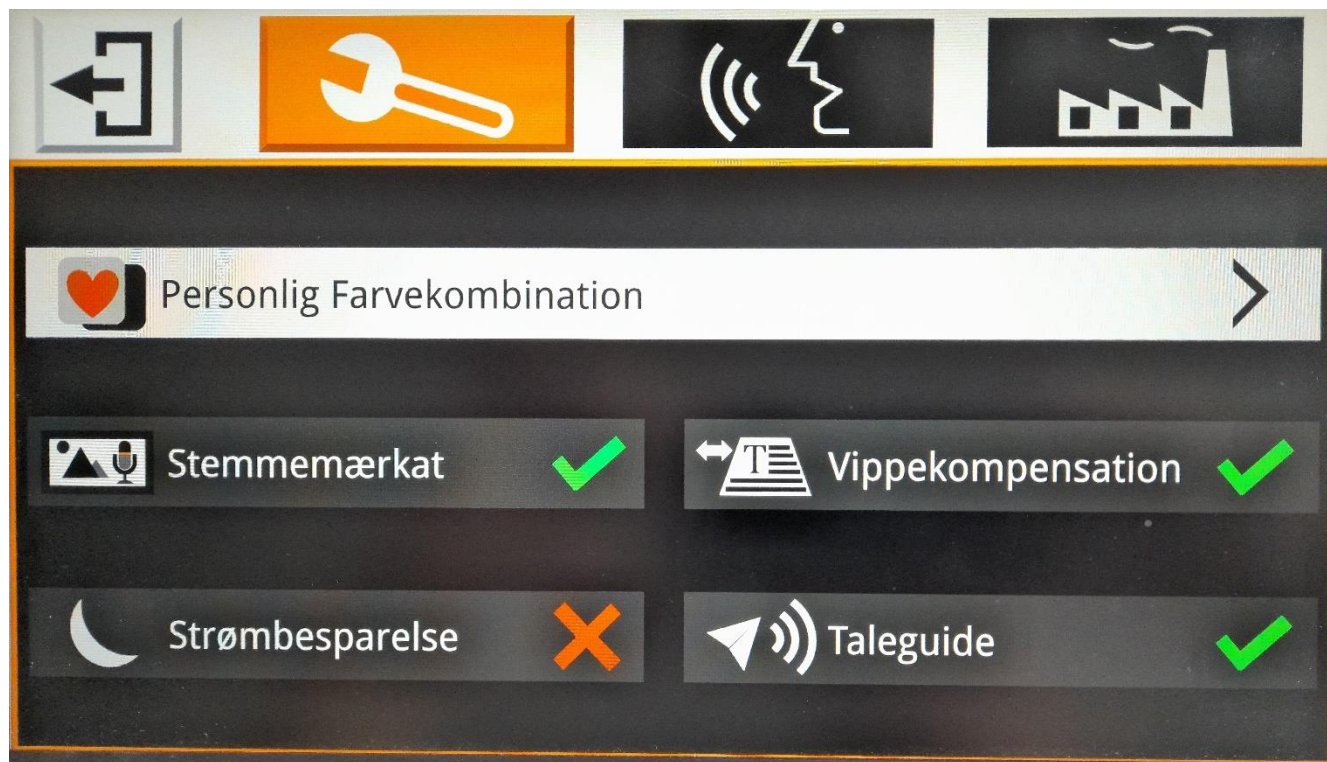 Personlig Farvekombination
Stemmemærkat
Vippekompensation
Strømbesparelse
Taleguide